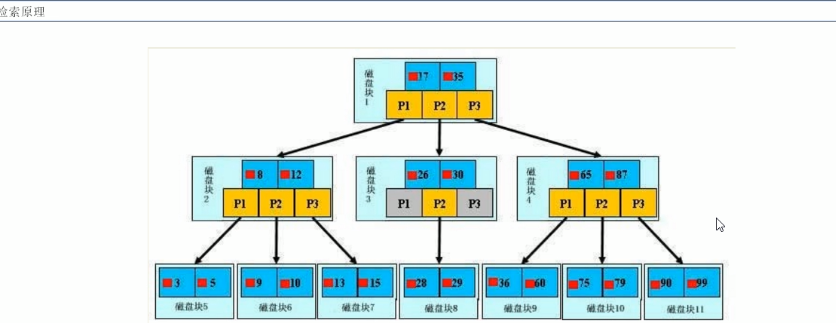 检索原理
磁盘块1
17 35
P1 P2 P3
磁盘块2
8 12
P1 P2 P3
磁盘块3
26 30
P1 P2 P3
磁盘块4
65 87
P1 P2 P3
3 5
磁盘块5
9 10
磁盘块6
13 15
磁盘块7
28 29
磁盘块8
36 60
磁盘块9
75 79
磁盘块10
90 99
磁盘块11